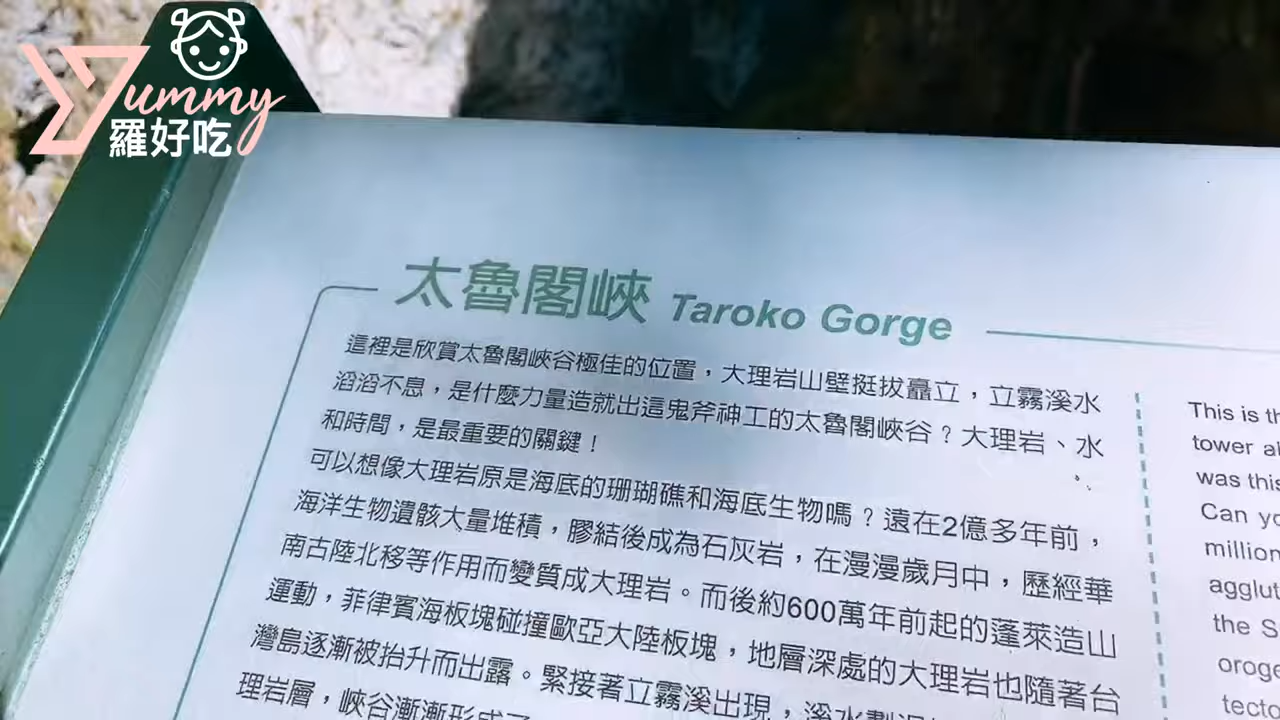 Yummy
羅好吃
太魯閣峽 Taroko Gorge
這裡是欣賞太魯閣峽谷極佳的位置，大理岩山壁挺拔矗立，立霧溪水
滔滔不息，是什麼力量造就出這鬼斧神工的太魯閣峽谷？大理岩、水
和時間，是最重要的關鍵！
可以想像大理岩原是海底的珊瑚礁和海底生物嗎？遠在2億多年前，
海洋生物遺骸大量堆積，膠結後成為石灰岩，在漫漫歲月中，歷經華
南古陸北移等作用而變質成大理岩。而後約600萬年前起的蓬萊造山
運動，菲律賓海板塊碰撞歐亞大陸板塊，地層深處的大理岩也隨著台
灣島逐漸被抬升而出露。緊接著立霧溪出現，溪水
理岩層，峽谷漸漸形成了
This is
tower
was this
Can
million
the